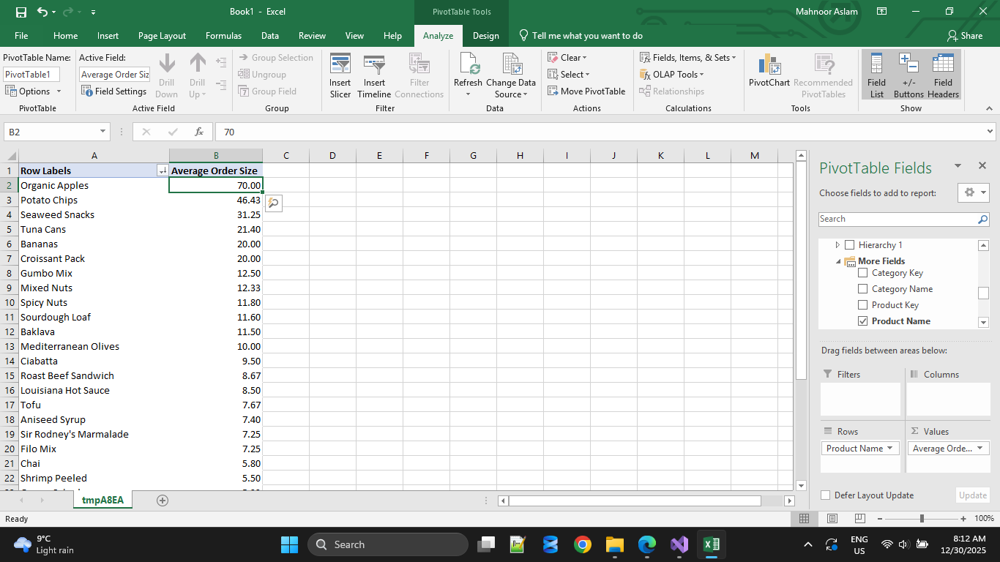 Book1 - Excel
PivotTable Tools
Mahnoor Aslam
File Home Insert Page Layout Formulas Data Review View Help Analyze Design Tell me what you want to do Share
PivotTable Name:
PivotTable1
Options
PivotTable
Active Field:
Average Order Siz
Field Settings
Drill Down
Drill Up
Active Field
Group Selection
Ungroup
Group Field
Group
Insert Slicer
Insert Timeline
Filter Connections
Filter
Refresh
Change Data Source
Data
Clear
Select
Move PivotTable
Actions
Fields, Items, & Sets
OLAP Tools
Relationships
Calculations
PivotChart
Recommended PivotTables
Tools
Field List
+/- Buttons
Field Headers
Show
B2 fx 70
A B C D E F G H I J K L M
1 Row Labels Average Order Size
2 Organic Apples 70.00
3 Potato Chips 46.43
4 Seaweed Snacks 31.25
5 Tuna Cans 21.40
6 Bananas 20.00
7 Croissant Pack 20.00
8 Gumbo Mix 12.50
9 Mixed Nuts 12.33
10 Spicy Nuts 11.80
11 Sourdough Loaf 11.60
12 Baklava 11.50
13 Mediterranean Olives 10.00
14 Ciabatta 9.50
15 Roast Beef Sandwich 8.67
16 Louisiana Hot Sauce 8.50
17 Tofu 7.67
18 Aniseed Syrup 7.40
19 Sir Rodney's Marmalade 7.25
20 Filo Mix 7.25
21 Chai 5.80
22 Shrimp Peeled 5.50
PivotTable Fields
Choose fields to add to report:
Search
Hierarchy 1
More Fields
Category Key
Category Name
Product Key
Product Name
Drag fields between areas below:
Filters
Columns
Rows
Σ Values
Product Name
Average Orde...
Defer Layout Update
Update
tmpA8EA
Ready
100%
9°C
Light rain
Search
ENG
US
8:12 AM
12/30/2025